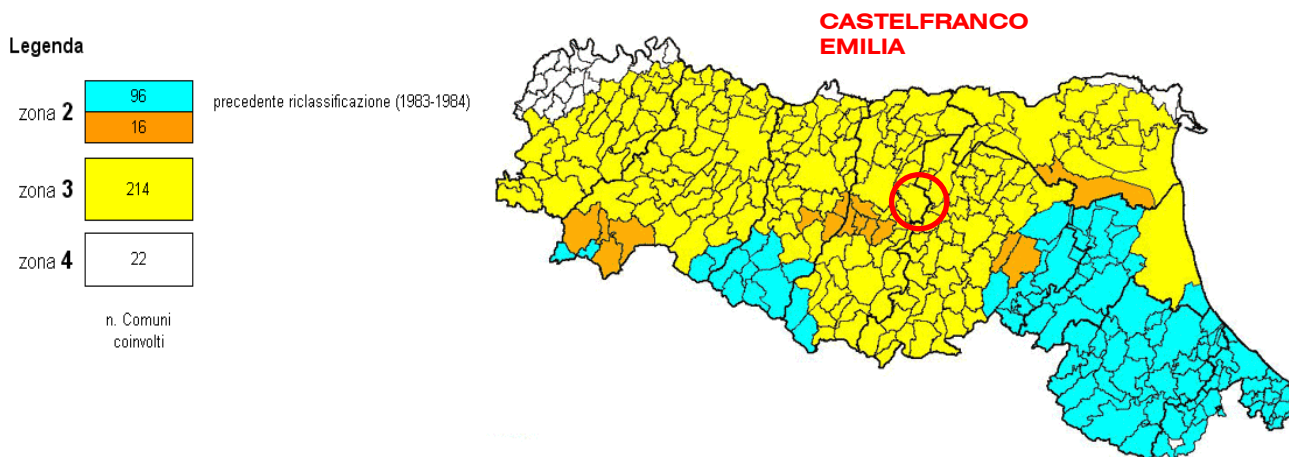 CASTELFRANCO
EMILIA
Legenda
zona 2
96
16
precedente riclassificazione (1983-1984)
zona 3
214
zona 4
22
n. Comuni
coinvolti